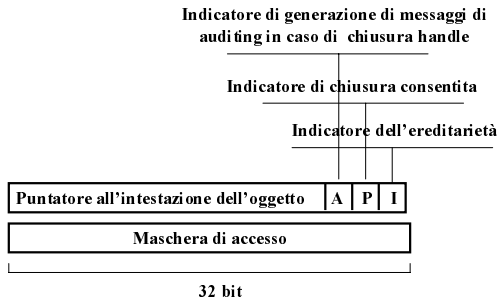 Indicatore di generazione di messaggi di
auditing in caso di chiusura handle
Indicatore di chiusura consentita
Indicatore dell'ereditarietà
Puntatore all'intestazione dell'oggetto A P I
Maschera di accesso
32 bit